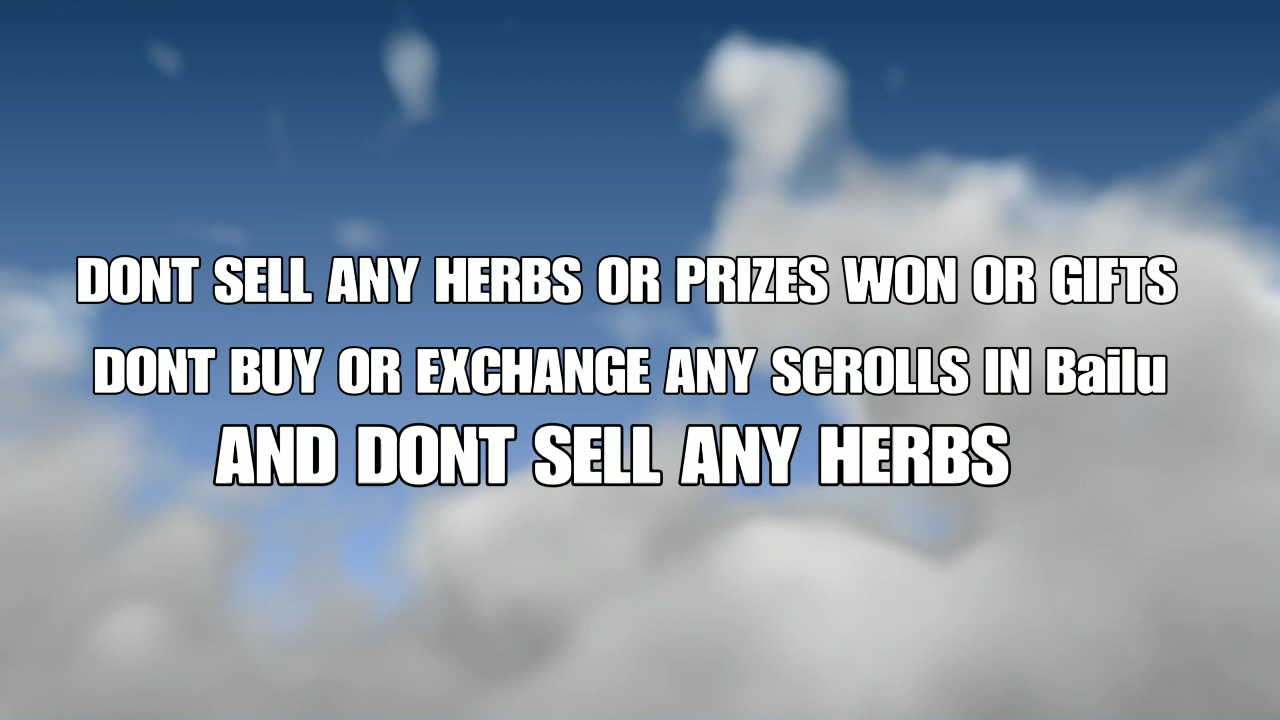 DONT SELL ANY HERBS OR PRIZES WON OR GIFTS
DONT BUY OR EXCHANGE ANY SCROLLS IN Bailu
AND DONT SELL ANY HERBS